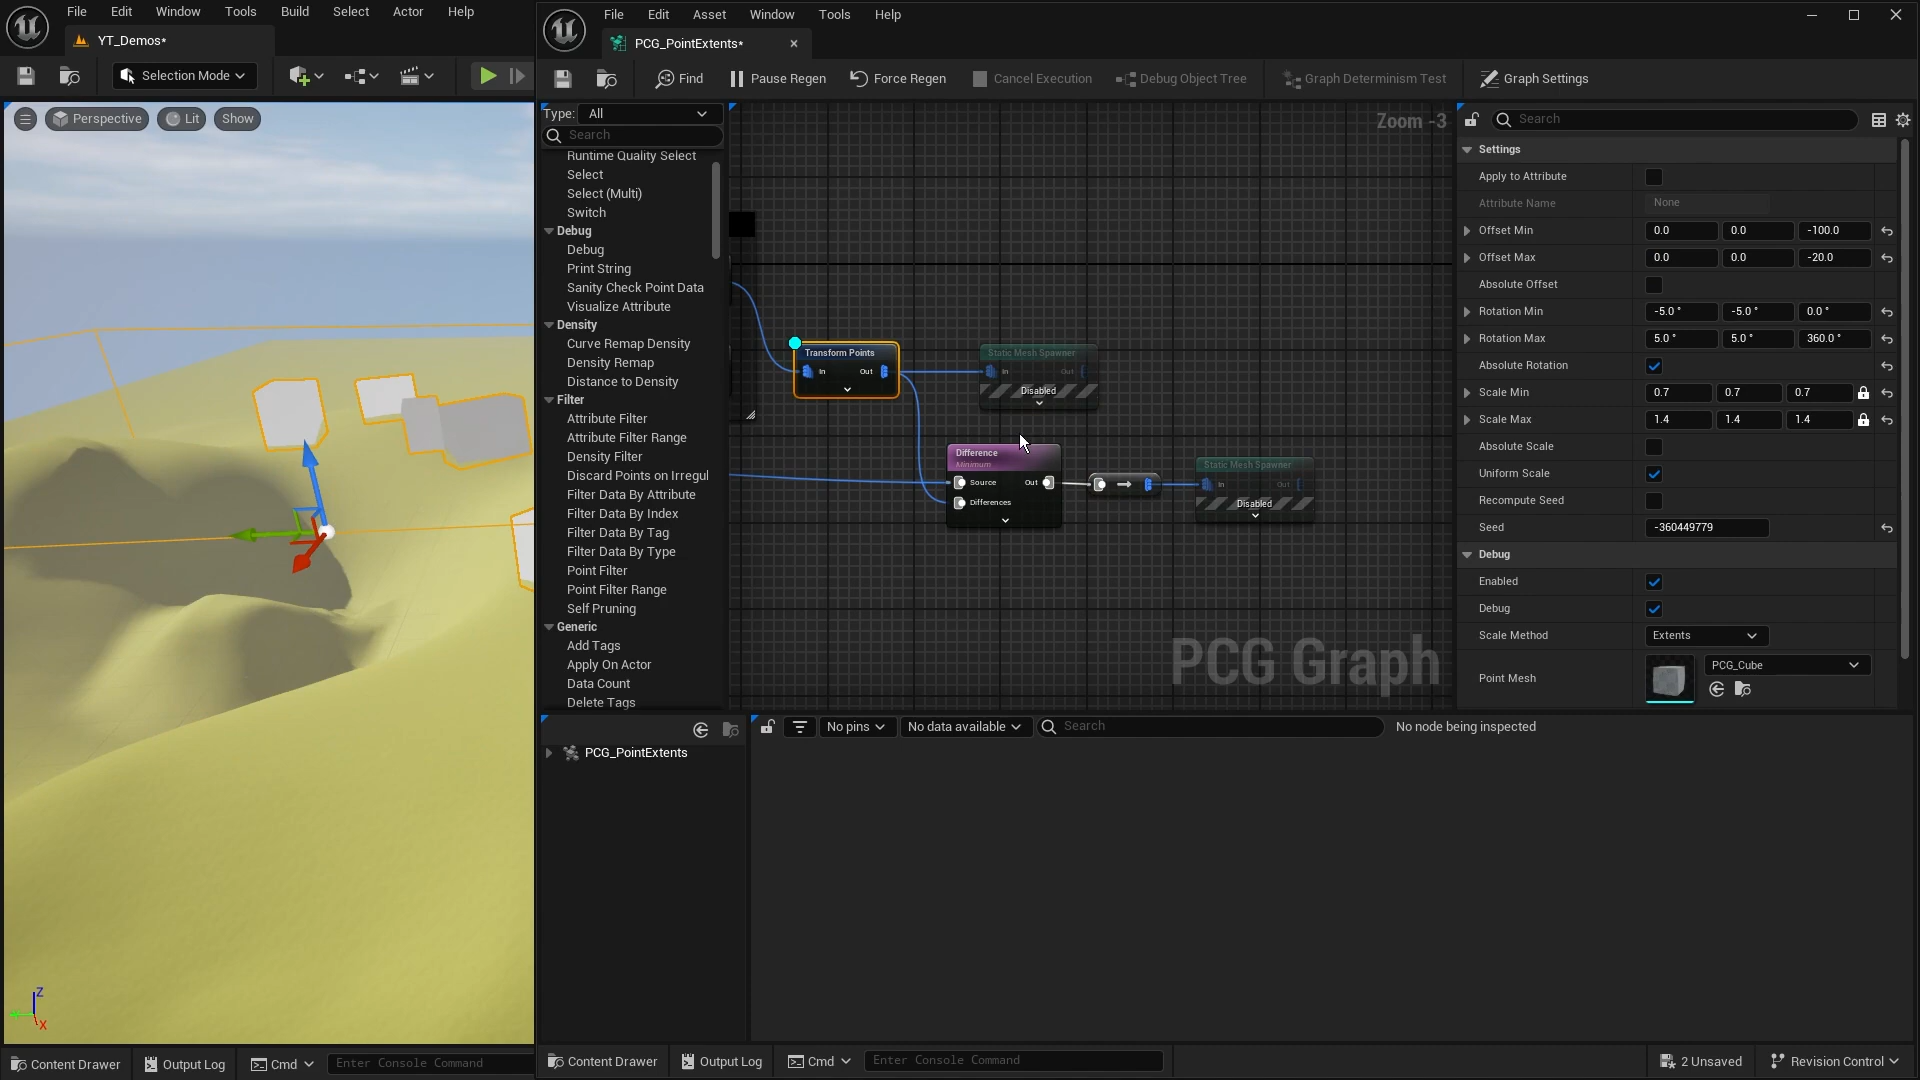 File Edit Window Tools Build Select Actor Help
YT_Demos*
Selection Mode
Perspective Lit Show
Z
X
Content Drawer Output Log Cmd Enter Console Command
File Edit Asset Window Tools Help
PCG_PointExtents*
Find Pause Regen Force Regen Cancel Execution Debug Object Tree Graph Determinism Test Graph Settings
Type: All
Search
Runtime Quality Select
Select
Select (Multi)
Switch
Debug
Debug
Print String
Sanity Check Point Data
Visualize Attribute
Density
Curve Remap Density
Density Remap
Distance to Density
Filter
Attribute Filter
Attribute Filter Range
Density Filter
Discard Points on Irregul
Filter Data By Attribute
Filter Data By Index
Filter Data By Tag
Filter Data By Type
Point Filter
Point Filter Range
Self Pruning
Generic
Add Tags
Apply On Actor
Data Count
Delete Tags
Zoom -3
Transform Points
In Out
Static Mesh Spawner
In Out
Disabled
Difference
Minimum
Source Out
Differences
Static Mesh Spawner
In Out
Disabled
PCG Graph
Search
Settings
Apply to Attribute
Attribute Name None
Offset Min 0.0 0.0 -100.0
Offset Max 0.0 0.0 -20.0
Absolute Offset
Rotation Min -5.0 ° -5.0 ° 0.0 °
Rotation Max 5.0 ° 5.0 ° 360.0 °
Absolute Rotation
Scale Min 0.7 0.7 0.7
Scale Max 1.4 1.4 1.4
Absolute Scale
Uniform Scale
Recompute Seed
Seed -360449779
Debug
Enabled
Debug
Scale Method Extents
Point Mesh PCG_Cube
PCG_PointExtents
No pins No data available Search No node being inspected
Content Drawer Output Log Cmd Enter Console Command 2 Unsaved Revision Control